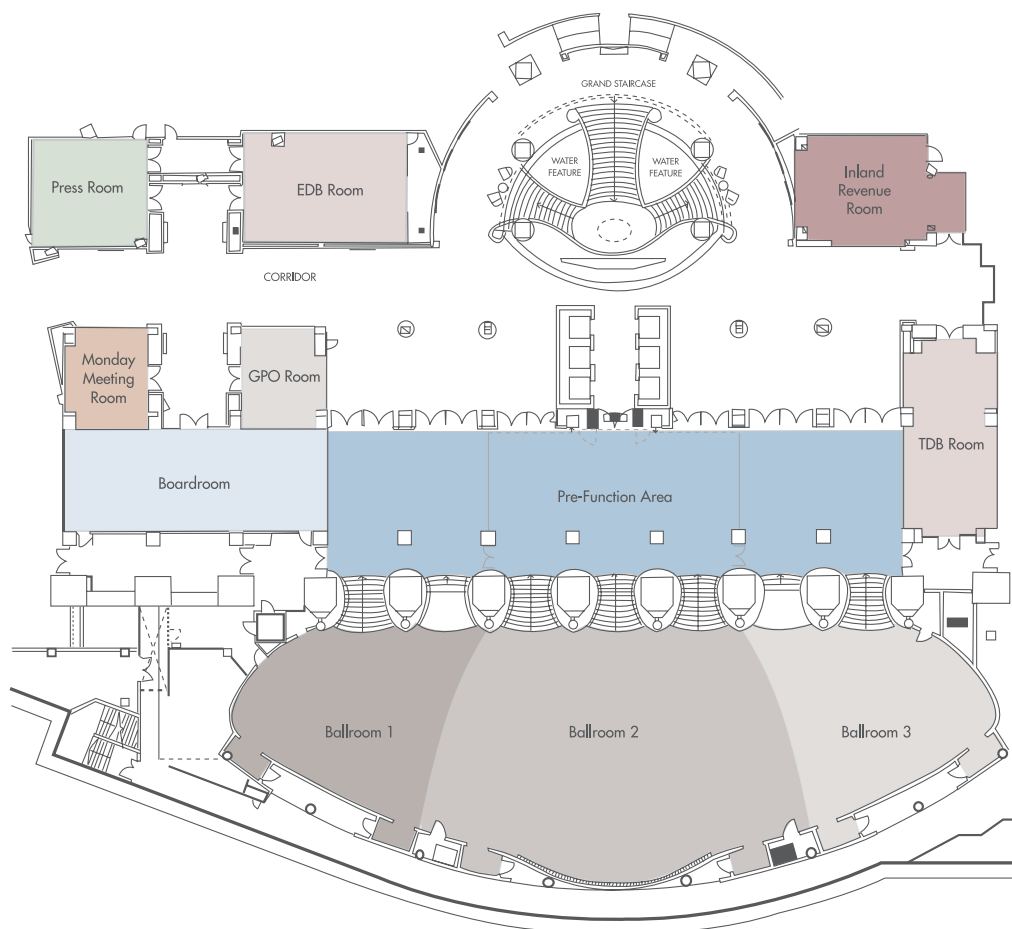 GRAND STAIRCASE
WATER
FEATURE
WATER
FEATURE
Press Room
EDB Room
Inland
Revenue
Room
CORRIDOR
Monday
Meeting
Room
GPO Room
TDB Room
Boardroom
Pre-Function Area
Ballroom 1
Ballroom 2
Ballroom 3